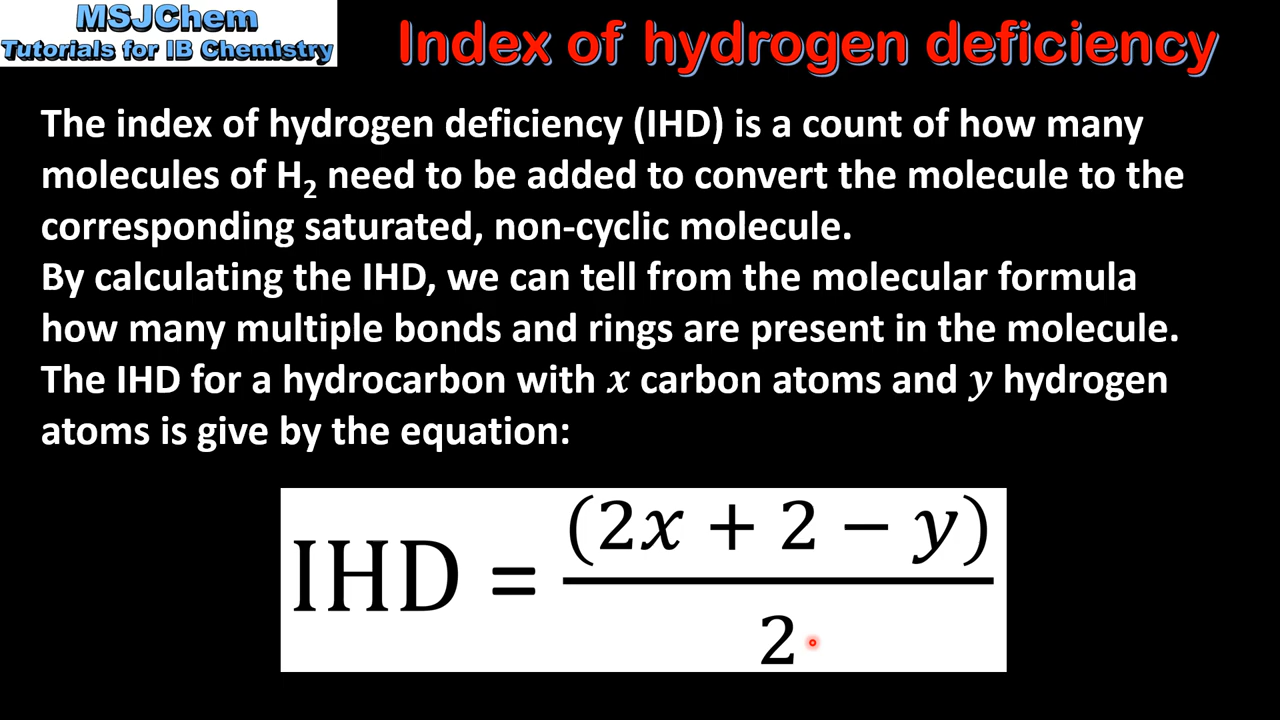 MSJChem
Tutorials for IB Chemistry
Index of hydrogen deficiency
The index of hydrogen deficiency (IHD) is a count of how many
molecules of H₂ need to be added to convert the molecule to the
corresponding saturated, non-cyclic molecule.
By calculating the IHD, we can tell from the molecular formula
how many multiple bonds and rings are present in the molecule.
The IHD for a hydrocarbon with x carbon atoms and y hydrogen
atoms is give by the equation:
(2x + 2 − y)
IHD =
2